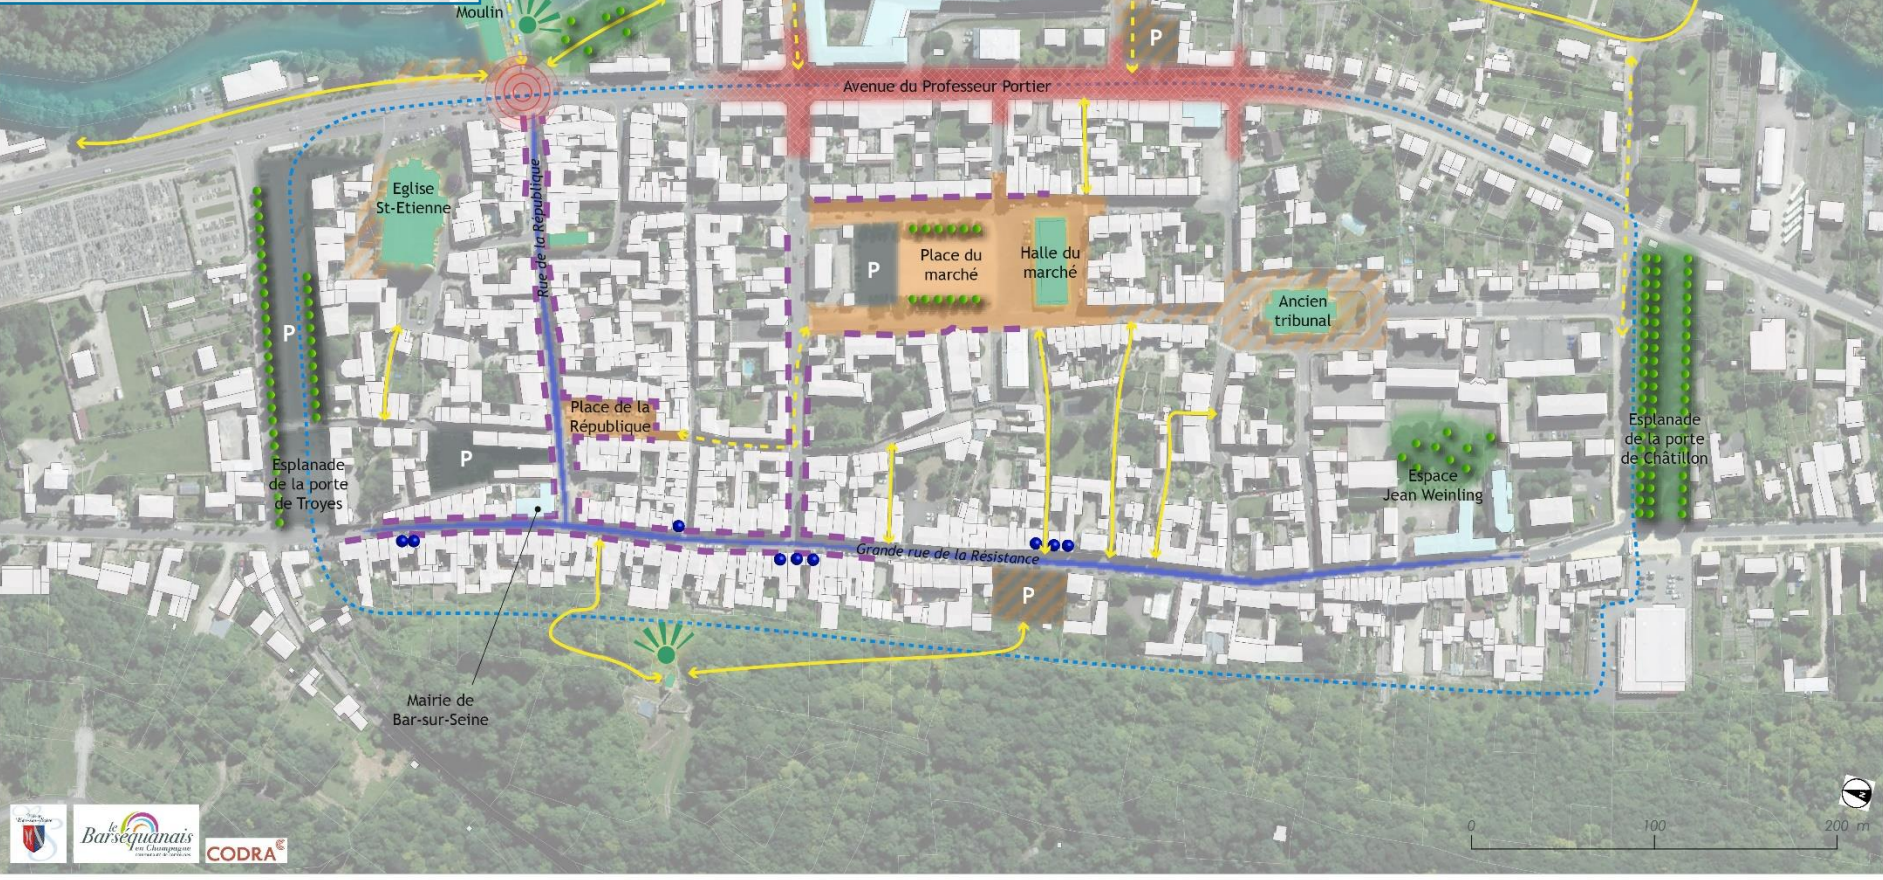 Moulin
P
Avenue du Professeur Portier
Eglise
St-Etienne
Rue de la République
Place du
marché
Halle du
marché
P
Ancien
tribunal
P
Place de la
République
P
Esplanade
de la porte
de Troyes
Esplanade
de la porte
de Châtillon
Espace
Jean Weinling
Grande rue de la Résistance
P
Mairie de
Bar-sur-Seine
le
Barséquanais
en Champagne
CODRA
0 100 200 m